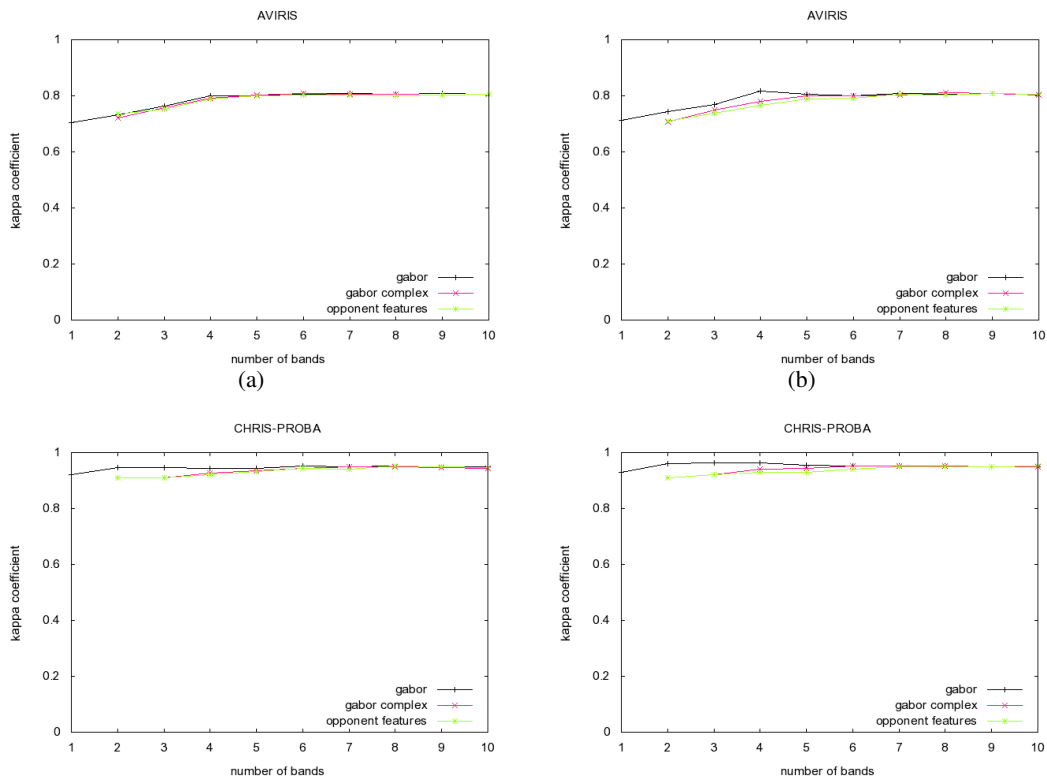 AVIRIS
1
0.8
0.6
0.4
0.2
0
kappa coefficient
gabor
gabor complex
opponent features
1 2 3 4 5 6 7 8 9 10
number of bands
(a)
AVIRIS
1
0.8
0.6
0.4
0.2
0
kappa coefficient
gabor
gabor complex
opponent features
1 2 3 4 5 6 7 8 9 10
number of bands
(b)
CHRIS-PROBA
1
0.8
0.6
0.4
0.2
0
kappa coefficient
gabor
gabor complex
opponent features
1 2 3 4 5 6 7 8 9 10
number of bands
CHRIS-PROBA
1
0.8
0.6
0.4
0.2
0
kappa coefficient
gabor
gabor complex
opponent features
1 2 3 4 5 6 7 8 9 10
number of bands